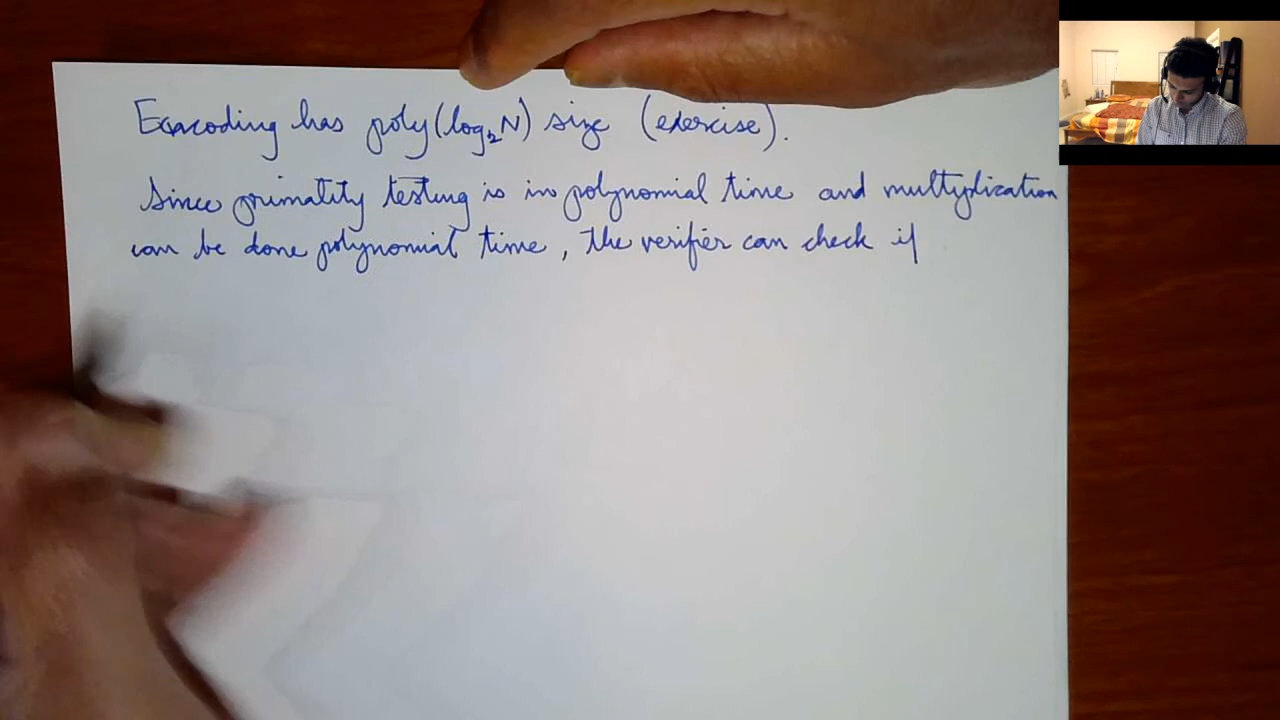 Encoding has poly(log₂N) size (exercise).
Since primality testing is in polynomial time and multiplication
can be done polynomial time, the verifier can check if